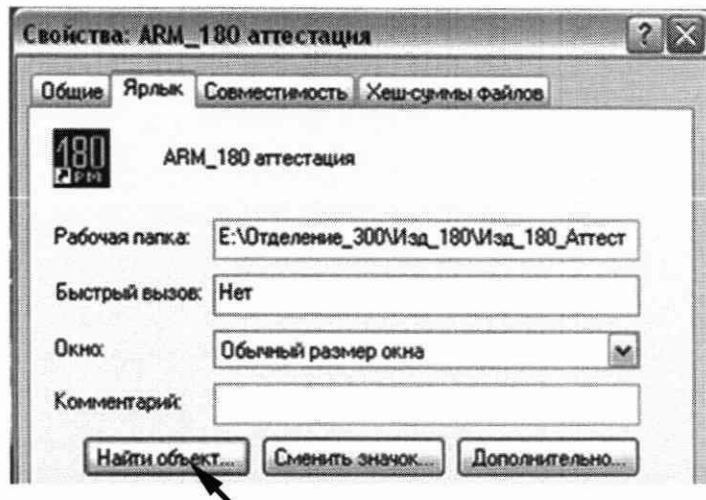 Свойства: ARM_180 аттестация
Общие Ярлык Совместимость Хеш-суммы файлов
180
РМ
ARM_180 аттестация
Рабочая папка: E:\Отделение_300\Изд_180\Изд_180_Аттест
Быстрый вызов: Нет
Окно: Обычный размер окна
Комментарий:
Найти объект... Сменить значок... Дополнительно...